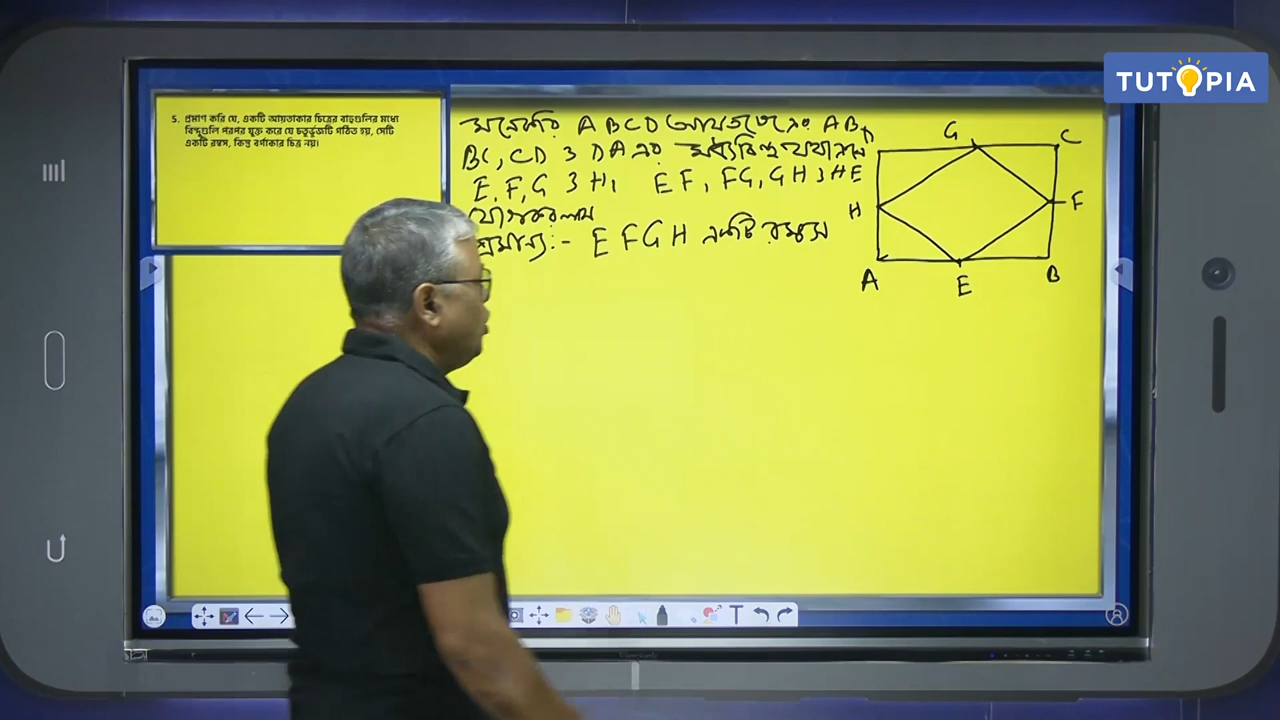 TUTOPIA
5. প্রমাণ করি যে, একটি আয়তাকার চিত্রের বাহুগুলির মধ্যে
বিন্দুগুলি পরপর যুক্ত করে যে চতুর্ভুজটি গঠিত হয়, সেটি
একটি রম্বস, কিন্তু বর্গাকার চিত্র নয়।
মনেকরি ABCD আয়তক্ষেত্রের AB,
BC, CD ও DA এর মধ্যবিন্দু যথাক্রমে
E, F, G ও H। EF, FG, GH ও HE
যোগ করলাম
প্রমাণ্য:- EFGH একটি রম্বস
D G C
H F
A E B
T